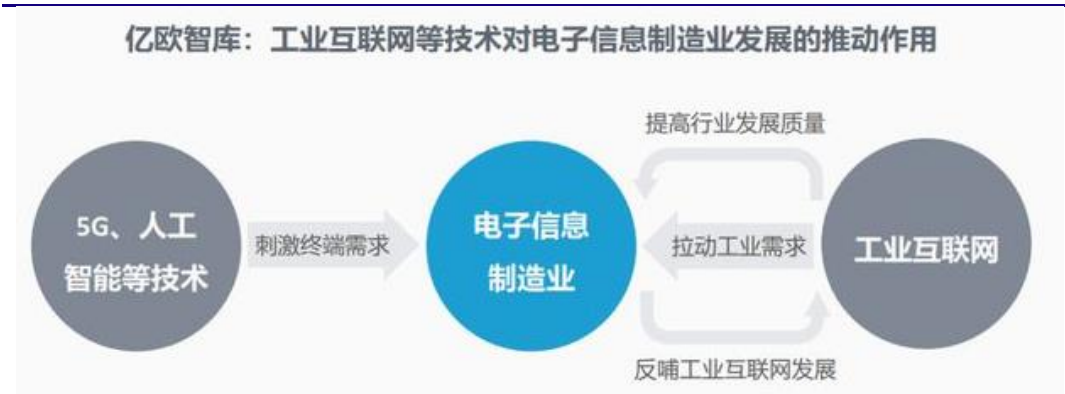 亿欧智库：工业互联网等技术对电子信息制造业发展的推动作用
提高行业发展质量
5G、人工
智能等技术
刺激终端需求
电子信息
制造业
拉动工业需求
工业互联网
反哺工业互联网发展